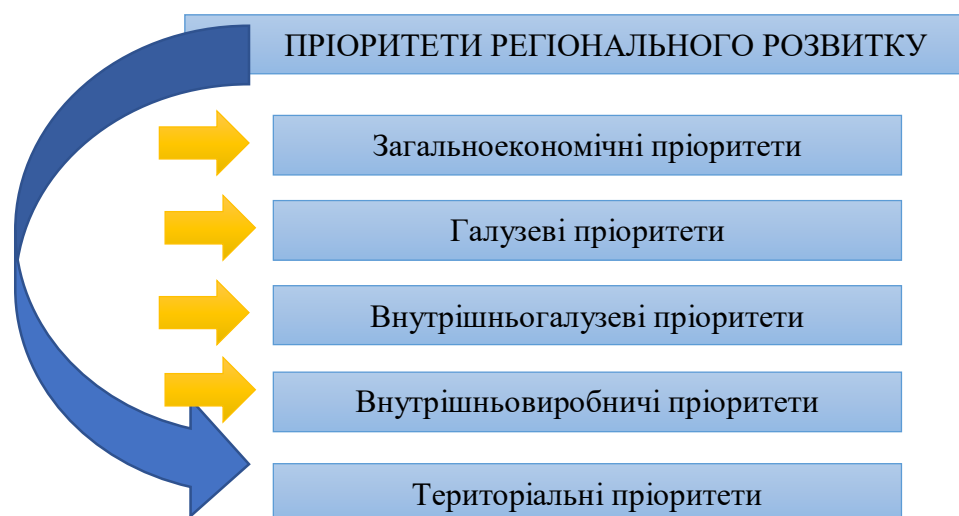 ПРІОРИТЕТИ РЕГІОНАЛЬНОГО РОЗВИТКУ
Загальноекономічні пріоритети
Галузеві пріоритети
Внутрішньогалузеві пріоритети
Внутрішньовиробничі пріоритети
Територіальні пріоритети